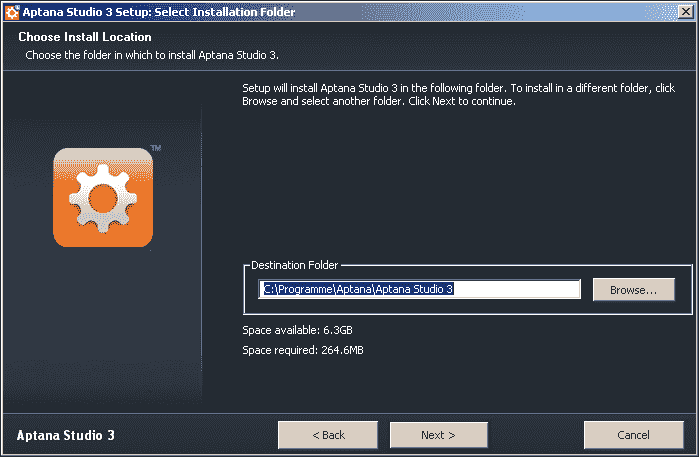 Aptana Studio 3 Setup: Select Installation Folder
Choose Install Location
Choose the folder in which to install Aptana Studio 3.
Setup will install Aptana Studio 3 in the following folder. To install in a different folder, click
Browse and select another folder. Click Next to continue.
TM
Destination Folder
C:\Programme\Aptana\Aptana Studio 3
Browse...
Space available: 6.3GB
Space required: 264.6MB
Aptana Studio 3
< Back
Next >
Cancel